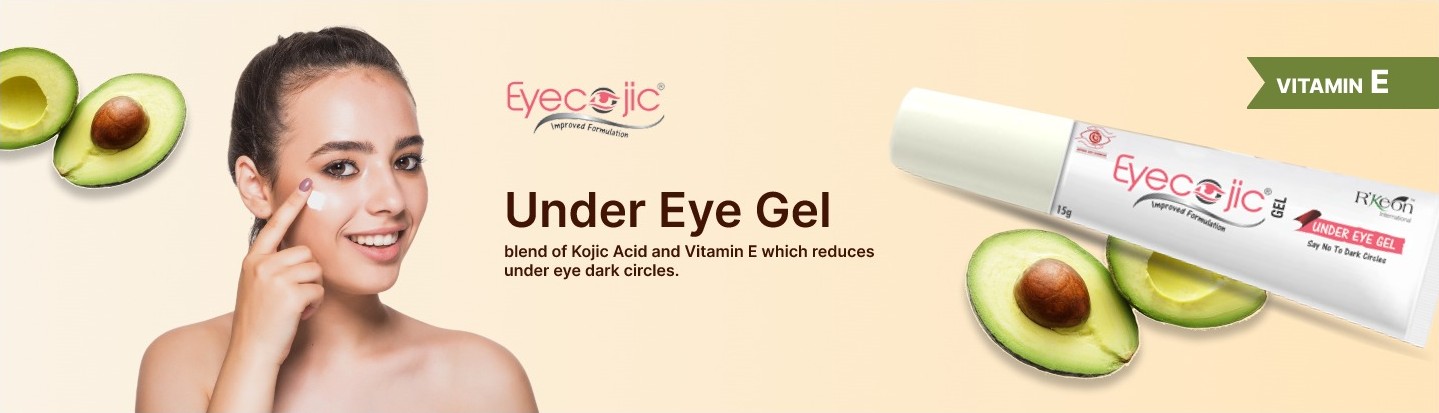 Eyecojic®
Improved Formulation
Under Eye Gel
blend of Kojic Acid and Vitamin E which reduces
under eye dark circles.
VITAMIN E
15g
Eyecojic®
Improved Formulation
GEL
R'Keon™
International
UNDER EYE GEL
Say No To Dark Circles